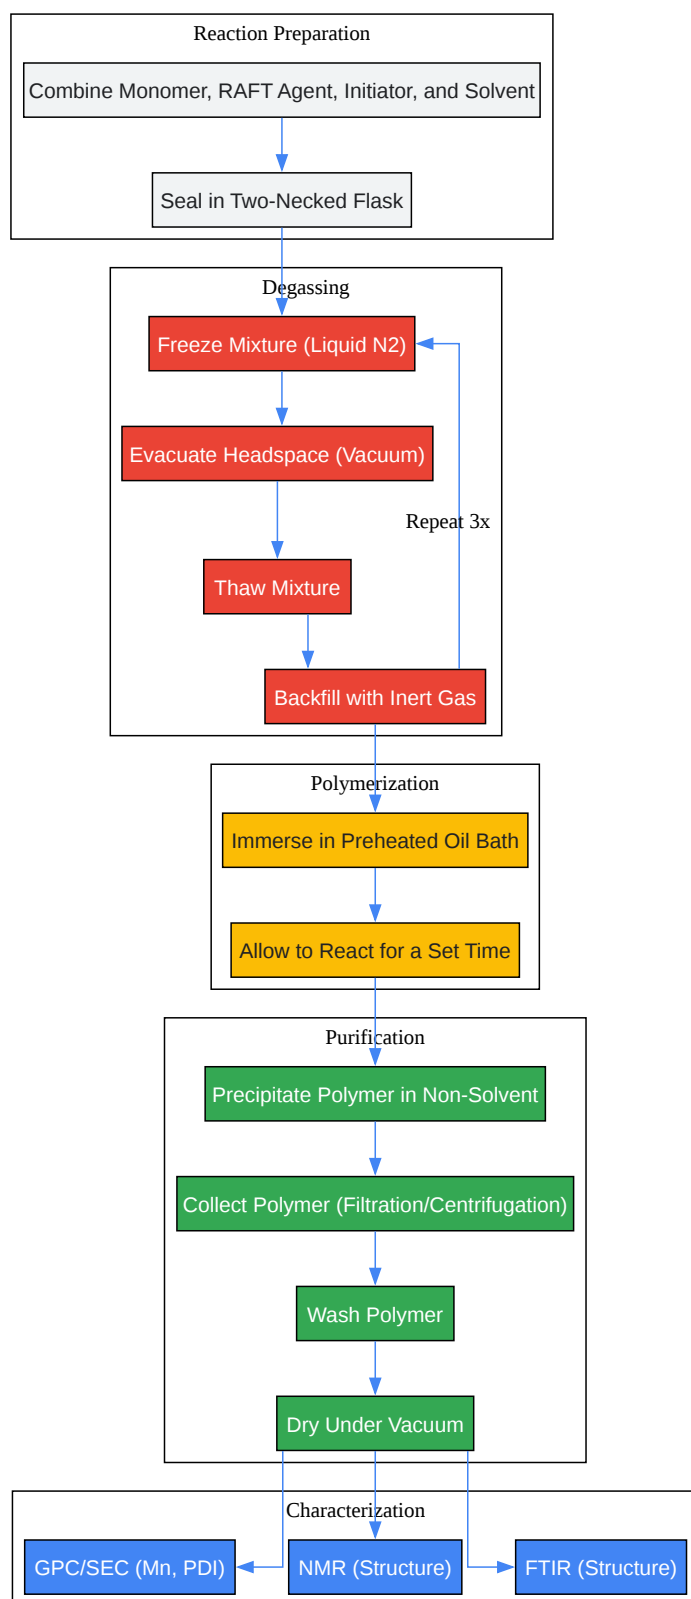 Reaction Preparation
Combine Monomer, RAFT Agent, Initiator, and Solvent
Seal in Two-Necked Flask
Degassing
Freeze Mixture (Liquid N2)
Evacuate Headspace (Vacuum)
Repeat 3x
Thaw Mixture
Backfill with Inert Gas
Polymerization
Immerse in Preheated Oil Bath
Allow to React for a Set Time
Purification
Precipitate Polymer in Non-Solvent
Collect Polymer (Filtration/Centrifugation)
Wash Polymer
Dry Under Vacuum
Characterization
GPC/SEC (Mn, PDI)
NMR (Structure)
FTIR (Structure)